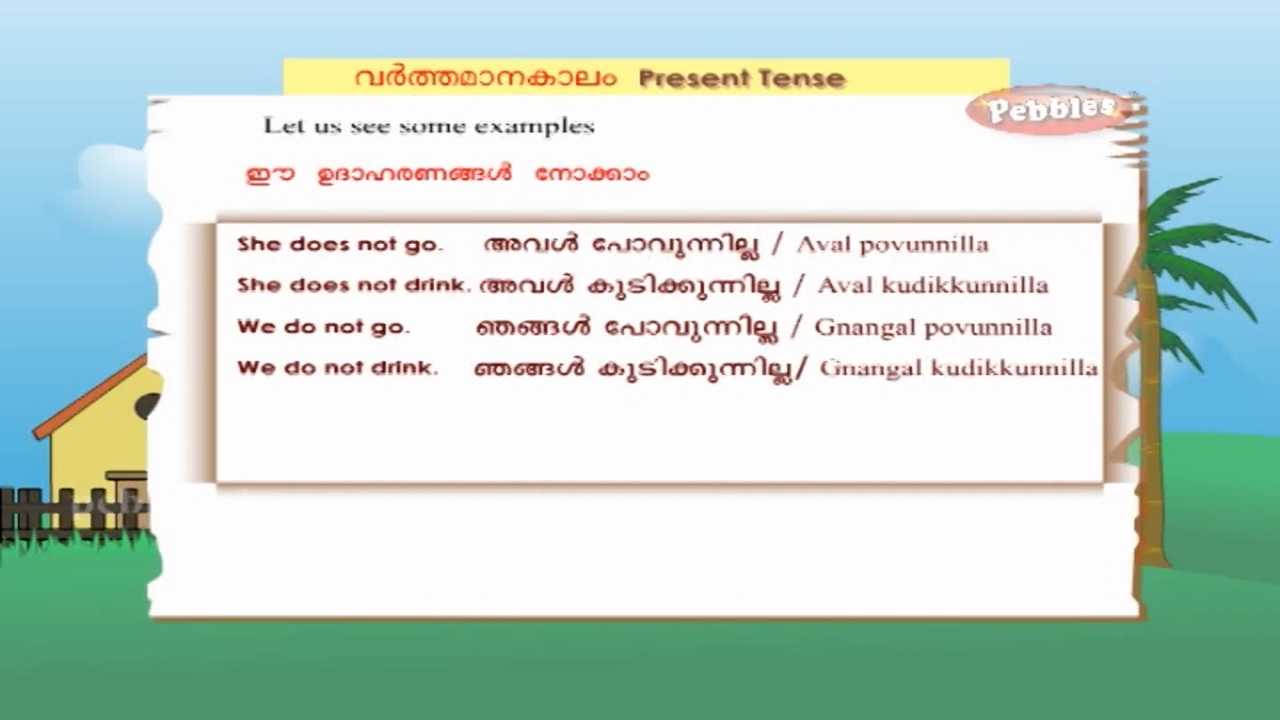 വർത്തമാനകാലം Present Tense
Pebbles
Let us see some examples
ഈ ഉദാഹരണങ്ങൾ നോക്കാം
She does not go. അവൾ പോവുന്നില്ല / Aval povunnilla
She does not drink. അവൾ കുടിക്കുന്നില്ല / Aval kudikkunnilla
We do not go. ഞങ്ങൾ പോവുന്നില്ല / Gnangal povunnilla
We do not drink. ഞങ്ങൾ കുടിക്കുന്നില്ല/ Gnangal kudikkunnilla